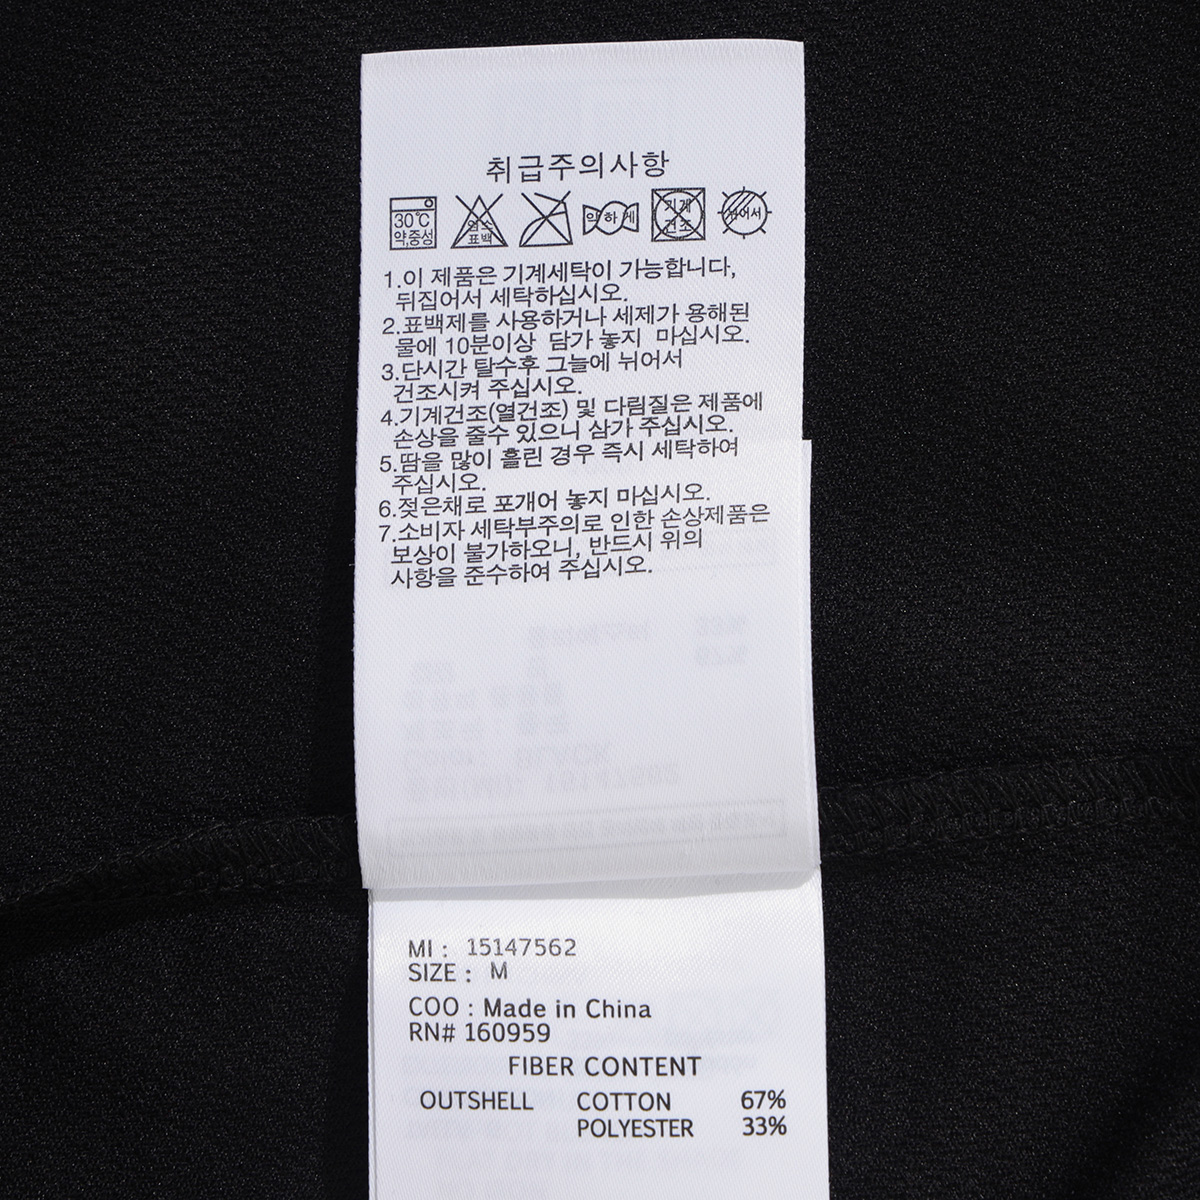 취급주의사항
30℃ 약,중성 염소 표백 약 하 게 기계 건조 뉘어서
1.이 제품은 기계세탁이 가능합니다,
뒤집어서 세탁하십시오.
2.표백제를 사용하거나 세제가 용해된
물에 10분이상 담가 놓지 마십시오.
3.단시간 탈수후 그늘에 뉘어서
건조시켜 주십시오.
4.기계건조(열건조) 및 다림질은 제품에
손상을 줄수 있으니 삼가 주십시오.
5.땀을 많이 흘린 경우 즉시 세탁하여
주십시오.
6.젖은채로 포개어 놓지 마십시오.
7.소비자 세탁부주의로 인한 손상제품은
보상이 불가하오니, 반드시 위의
사항을 준수하여 주십시오.
MI : 15147562
SIZE : M
COO : Made in China
RN# 160959
FIBER CONTENT
OUTSHELL COTTON 67%
POLYESTER 33%